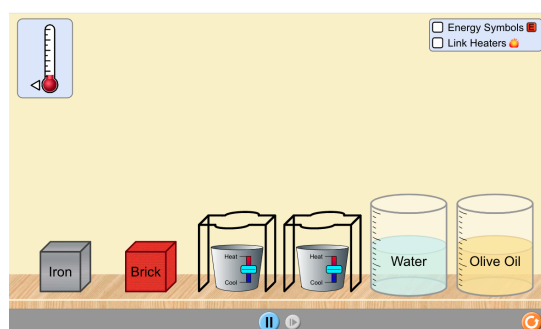 Energy Symbols E
Link Heaters
Iron
Brick
Heat
Cool
Heat
Cool
Water
Olive Oil